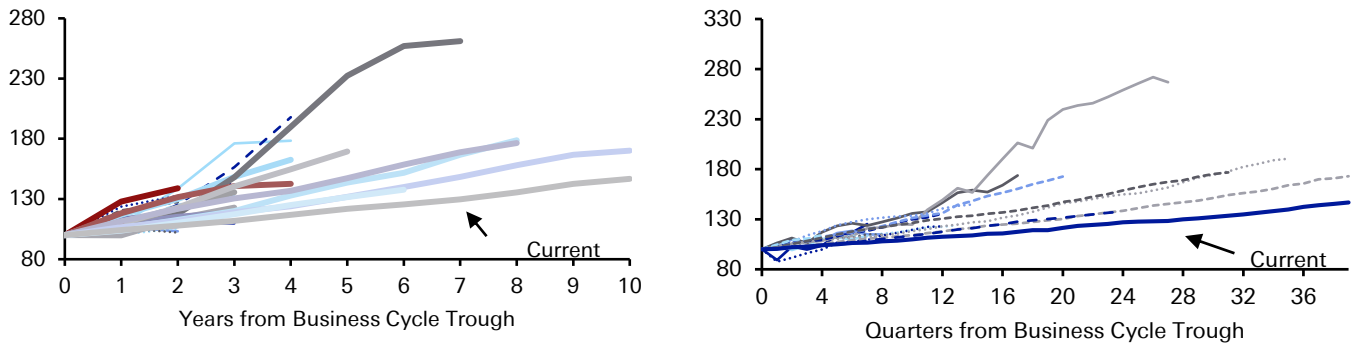 280
230
180
130
80
0 1 2 3 4 5 6 7 8 9 10
Current
Years from Business Cycle Trough
330
280
230
180
130
80
0 4 8 12 16 20 24 28 32 36
Current
Quarters from Business Cycle Trough